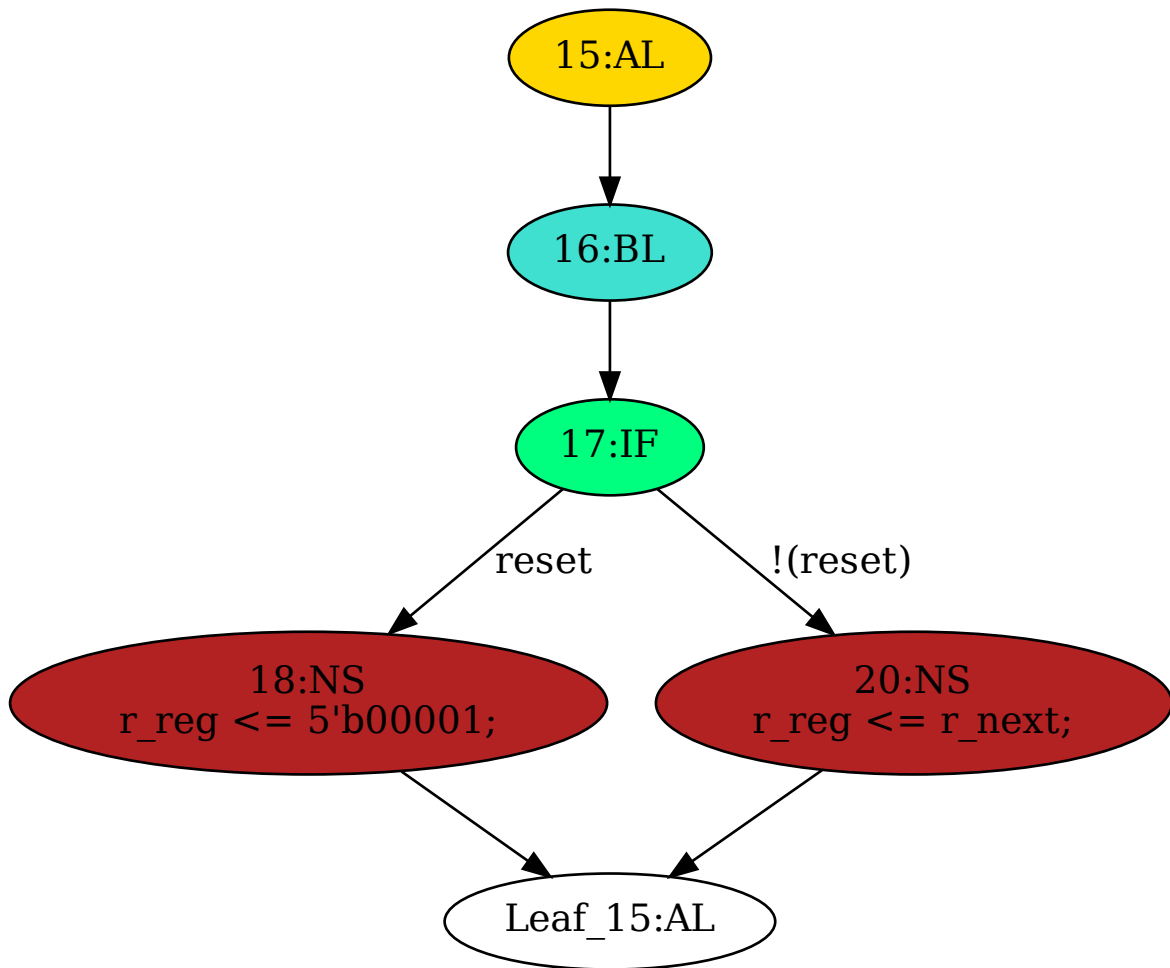 15:AL
16:BL
17:IF
reset
!(reset)
18:NS
r_reg <= 5'b00001;
20:NS
r_reg <= r_next;
Leaf_15:AL